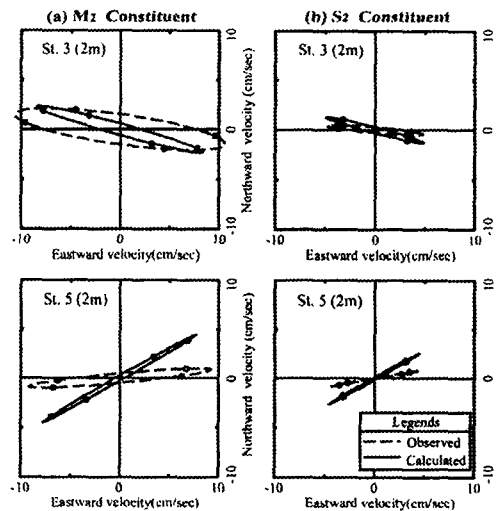 (a) M2 Constituent
(b) S2 Constituent
St. 3 (2m)
St. 3 (2m)
10
0
-10
Northward velocity (cm/sec)
10
0
-10
-10 0 10
Eastward velocity(cm/sec)
-10 0 10
Eastward velocity(cm/sec)
St. 5 (2m)
St. 5 (2m)
10
0
-10
Northward velocity (cm/sec)
10
0
-10
Legends
Observed
Calculated
-10 0 10
Eastward velocity(cm/sec)
-10 0 10
Eastward velocity(cm/sec)